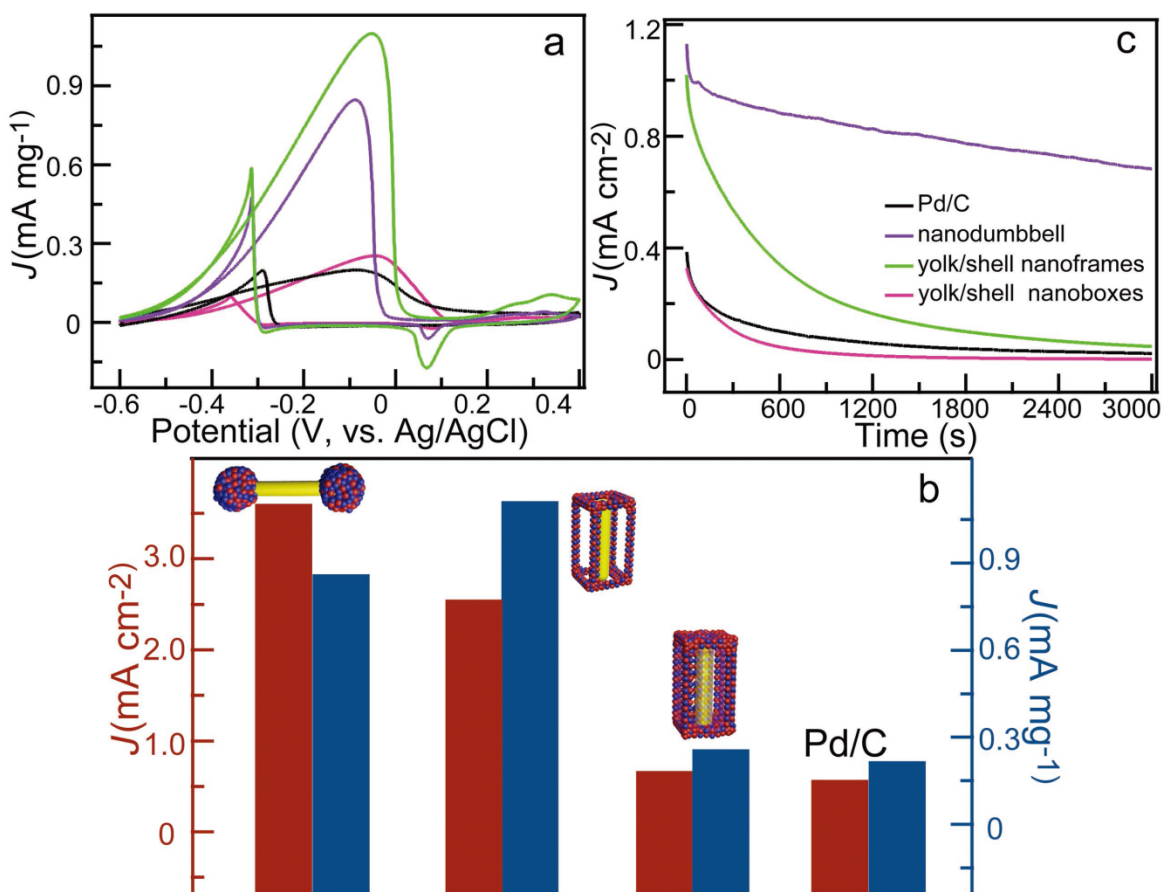 a
J(mA mg-1)
0.9
0.6
0.3
0
-0.6
-0.4
-0.2
0
0.2
0.4
Potential (V, vs. Ag/AgCl)
c
J(mA cm-2)
1.2
0.8
0.4
0
Pd/C
nanodumbbell
yolk/shell nanoframes
yolk/shell nanoboxes
0
600
1200
1800
2400
3000
Time (s)
b
J(mA cm-2)
3.0
2.0
1.0
0
Pd/C
0.9
0.6
0.3
0
J(mA mg-1)